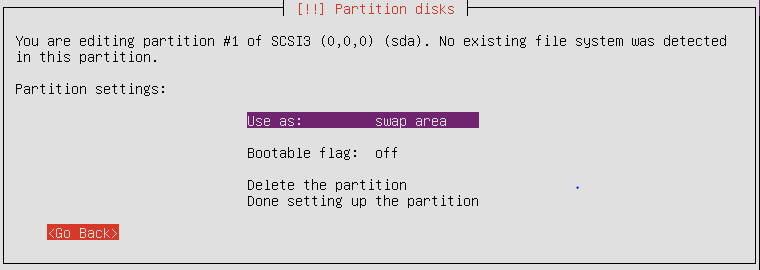 [!!] Partition disks
You are editing partition #1 of SCSI3 (0,0,0) (sda). No existing file system was detected
in this partition.
Partition settings:
Use as: swap area
Bootable flag: off
Delete the partition
Done setting up the partition
<Go Back>